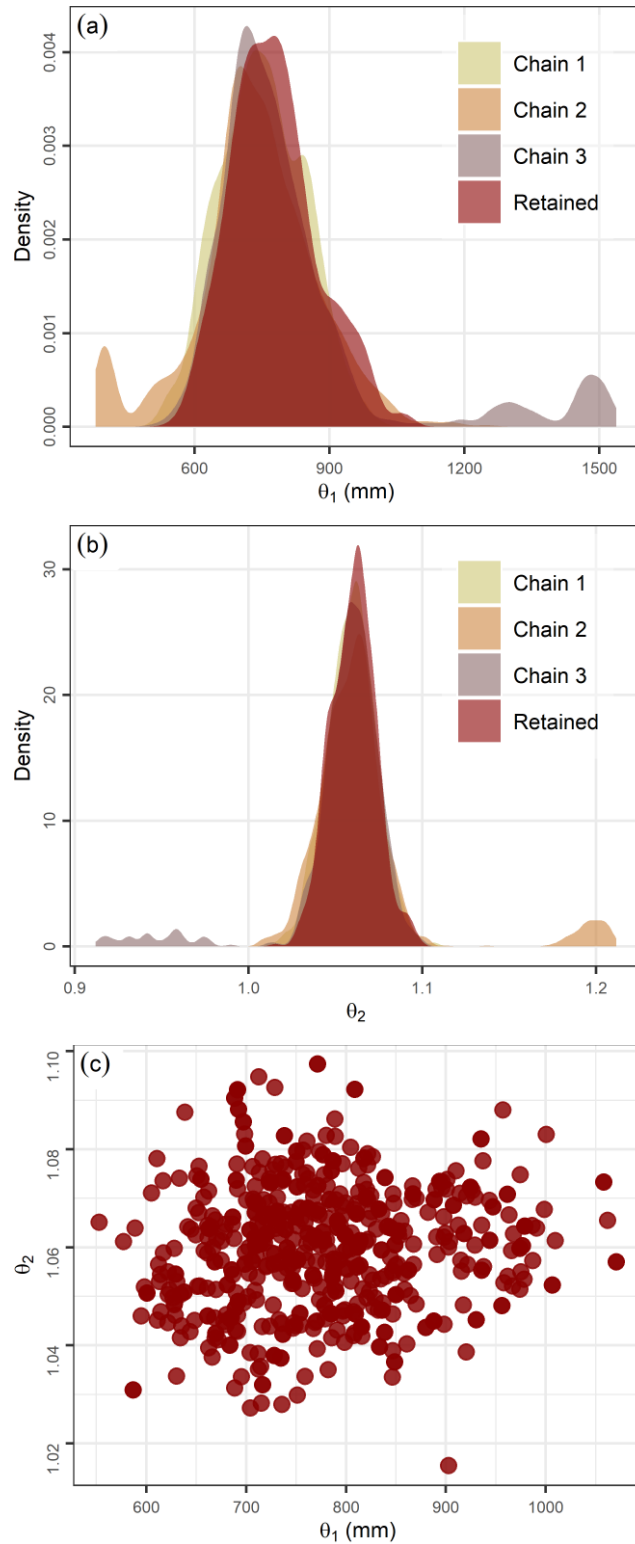 (a)
Chain 1
Chain 2
Chain 3
Retained
Density
0.000
0.001
0.002
0.003
0.004
600
900
1200
1500
θ₁ (mm)
(b)
Chain 1
Chain 2
Chain 3
Retained
Density
0
10
20
30
0.9
1.0
1.1
1.2
θ₂
(c)
θ₂
1.02
1.04
1.06
1.08
1.10
600
700
800
900
1000
θ₁ (mm)